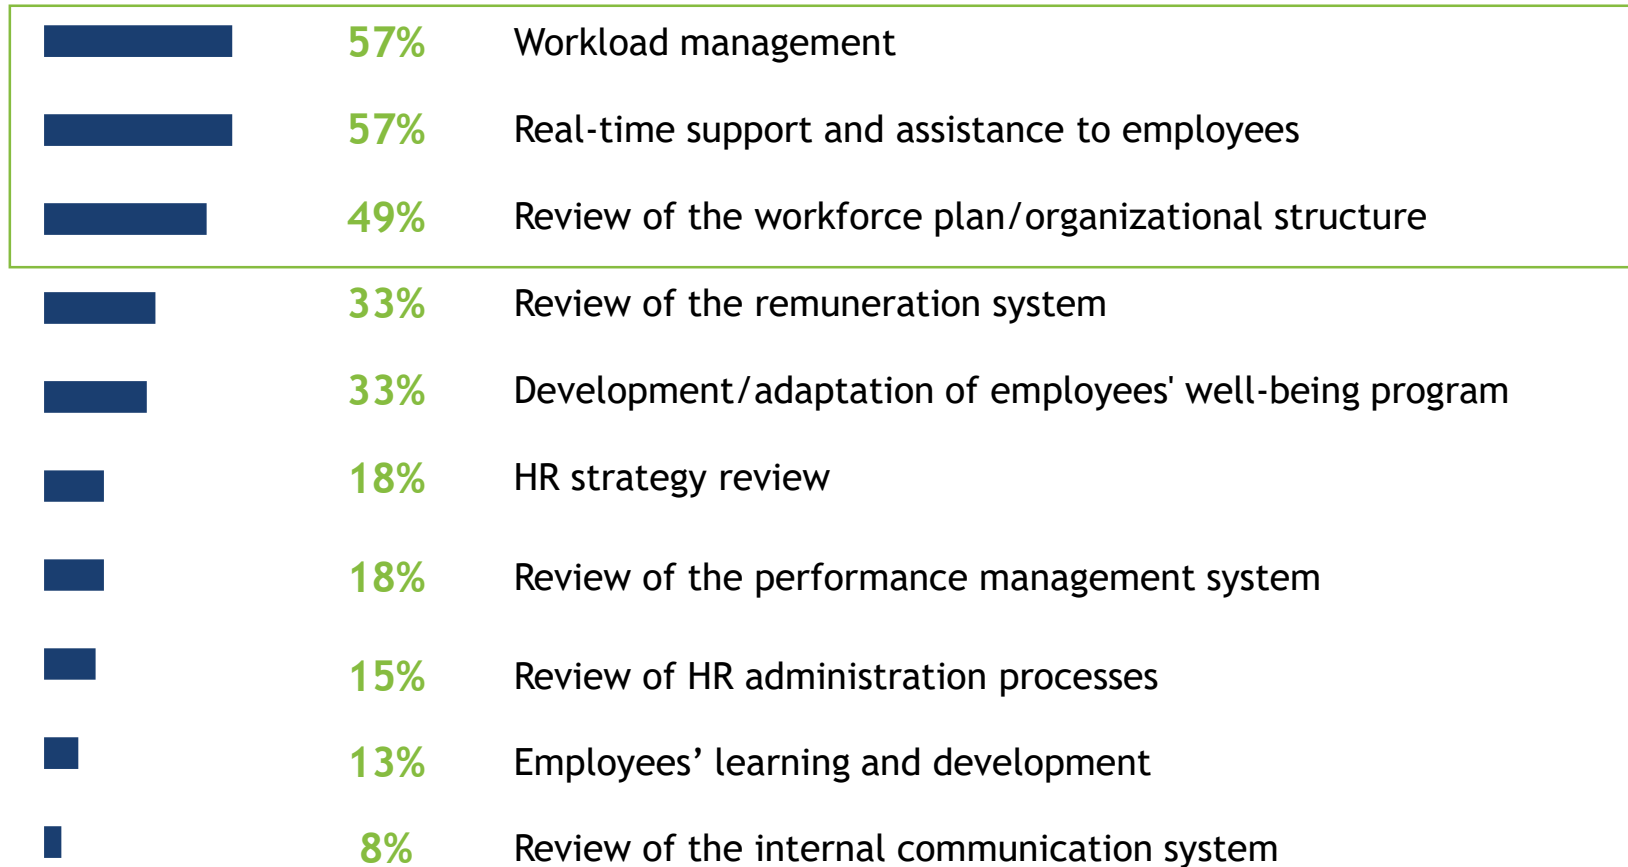 57% Workload management
57% Real-time support and assistance to employees
49% Review of the workforce plan/organizational structure
33% Review of the remuneration system
33% Development/adaptation of employees' well-being program
18% HR strategy review
18% Review of the performance management system
15% Review of HR administration processes
13% Employees’ learning and development
8% Review of the internal communication system